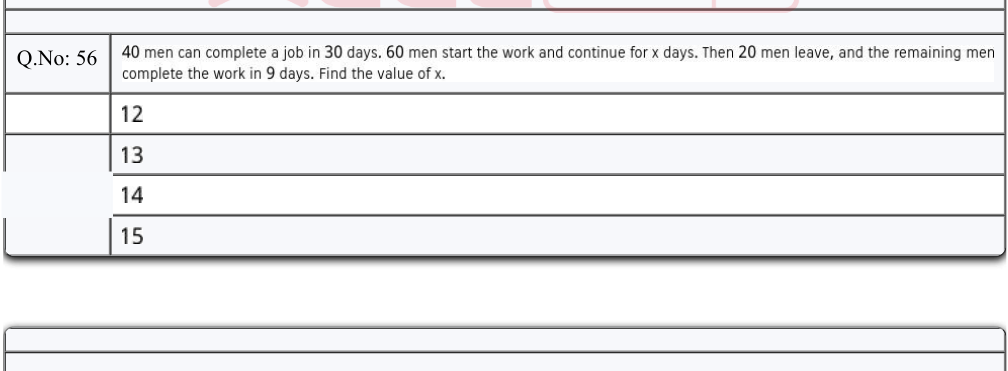 Q.No: 56
40 men can complete a job in 30 days. 60 men start the work and continue for x days. Then 20 men leave, and the remaining men
complete the work in 9 days. Find the value of x.
12
13
14
15